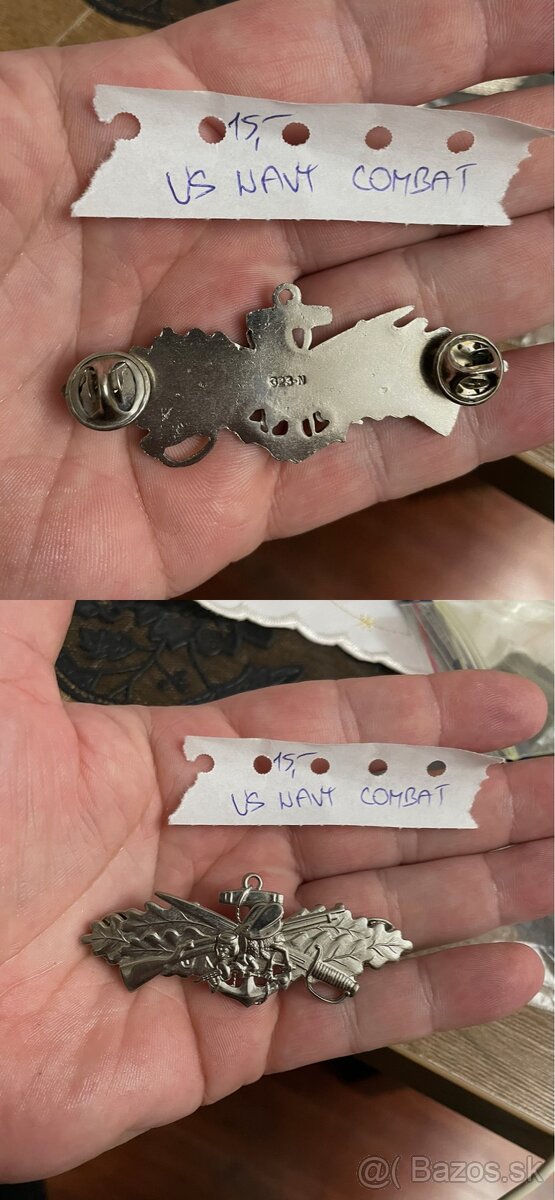 15,-
US NAVY COMBAT
323-N
15,-
US NAVY COMBAT
@( Bazos.sk